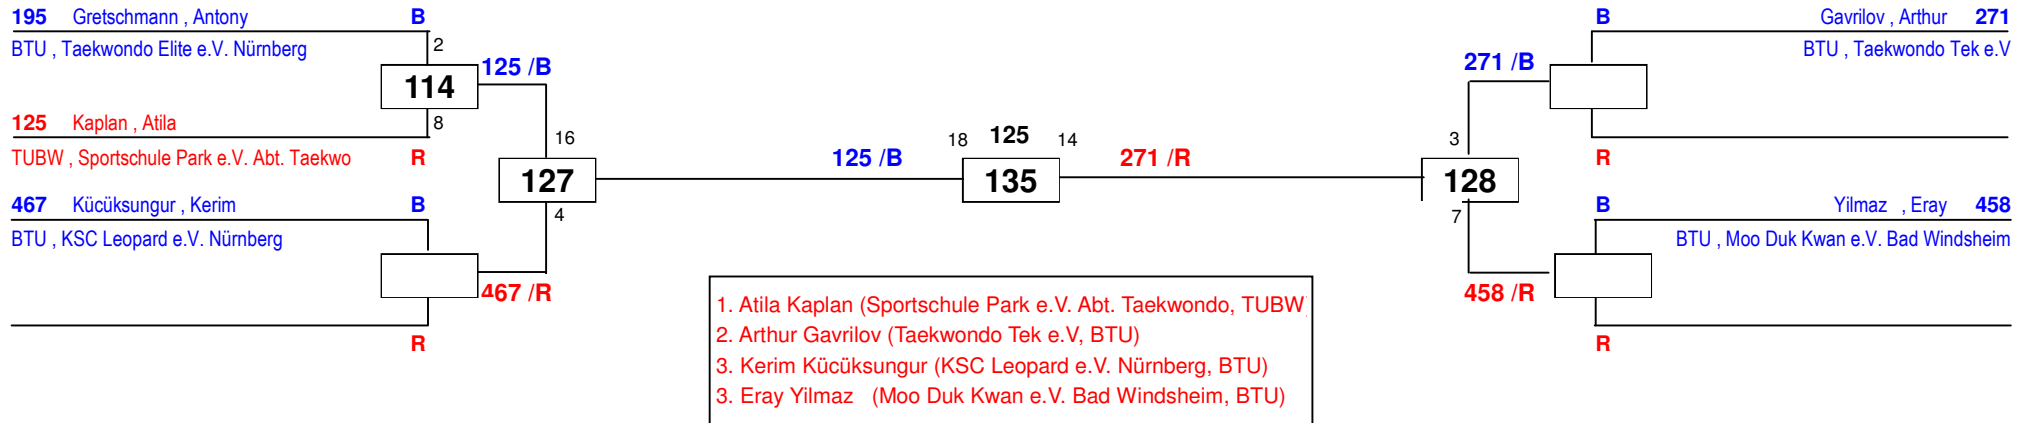 195 Gretschmann , Antony B
BTU , Taekwondo Elite e.V. Nürnberg
2
114
125 /B
8
125 Kaplan , Atila
TUBW , Sportschule Park e.V. Abt. Taekwo R
16
127
4
467 Kücüksungur , Kerim B
BTU , KSC Leopard e.V. Nürnberg
467 /R
R
125 /B
18 125 14
135
271 /R
B Gavrilov , Arthur 271
BTU , Taekwondo Tek e.V
271 /B
R
3
128
7
B Yilmaz , Eray 458
BTU , Moo Duk Kwan e.V. Bad Windsheim
458 /R
R
1. Atila Kaplan (Sportschule Park e.V. Abt. Taekwondo, TUBW)
2. Arthur Gavrilov (Taekwondo Tek e.V, BTU)
3. Kerim Kücüksungur (KSC Leopard e.V. Nürnberg, BTU)
3. Eray Yilmaz (Moo Duk Kwan e.V. Bad Windsheim, BTU)